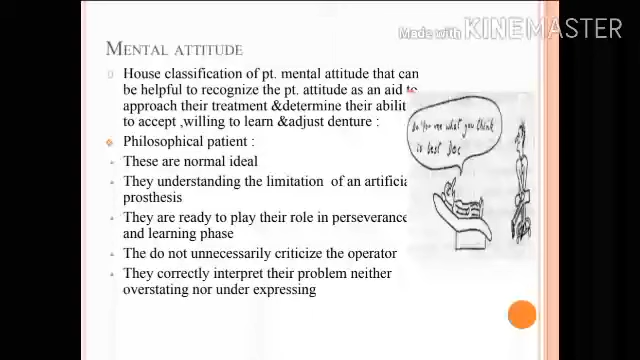 Made with KINEMASTER
MENTAL ATTITUDE
House classification of pt. mental attitude that can
be helpful to recognize the pt. attitude as an aid to
approach their treatment &determine their abilit
to accept ,willing to learn &adjust denture :
Philosophical patient :
These are normal ideal
They understanding the limitation of an artificia
prosthesis
They are ready to play their role in perseverance
and learning phase
The do not unnecessarily criticize the operator
They correctly interpret their problem neither
overstating nor under expressing
what you think
is best Doc